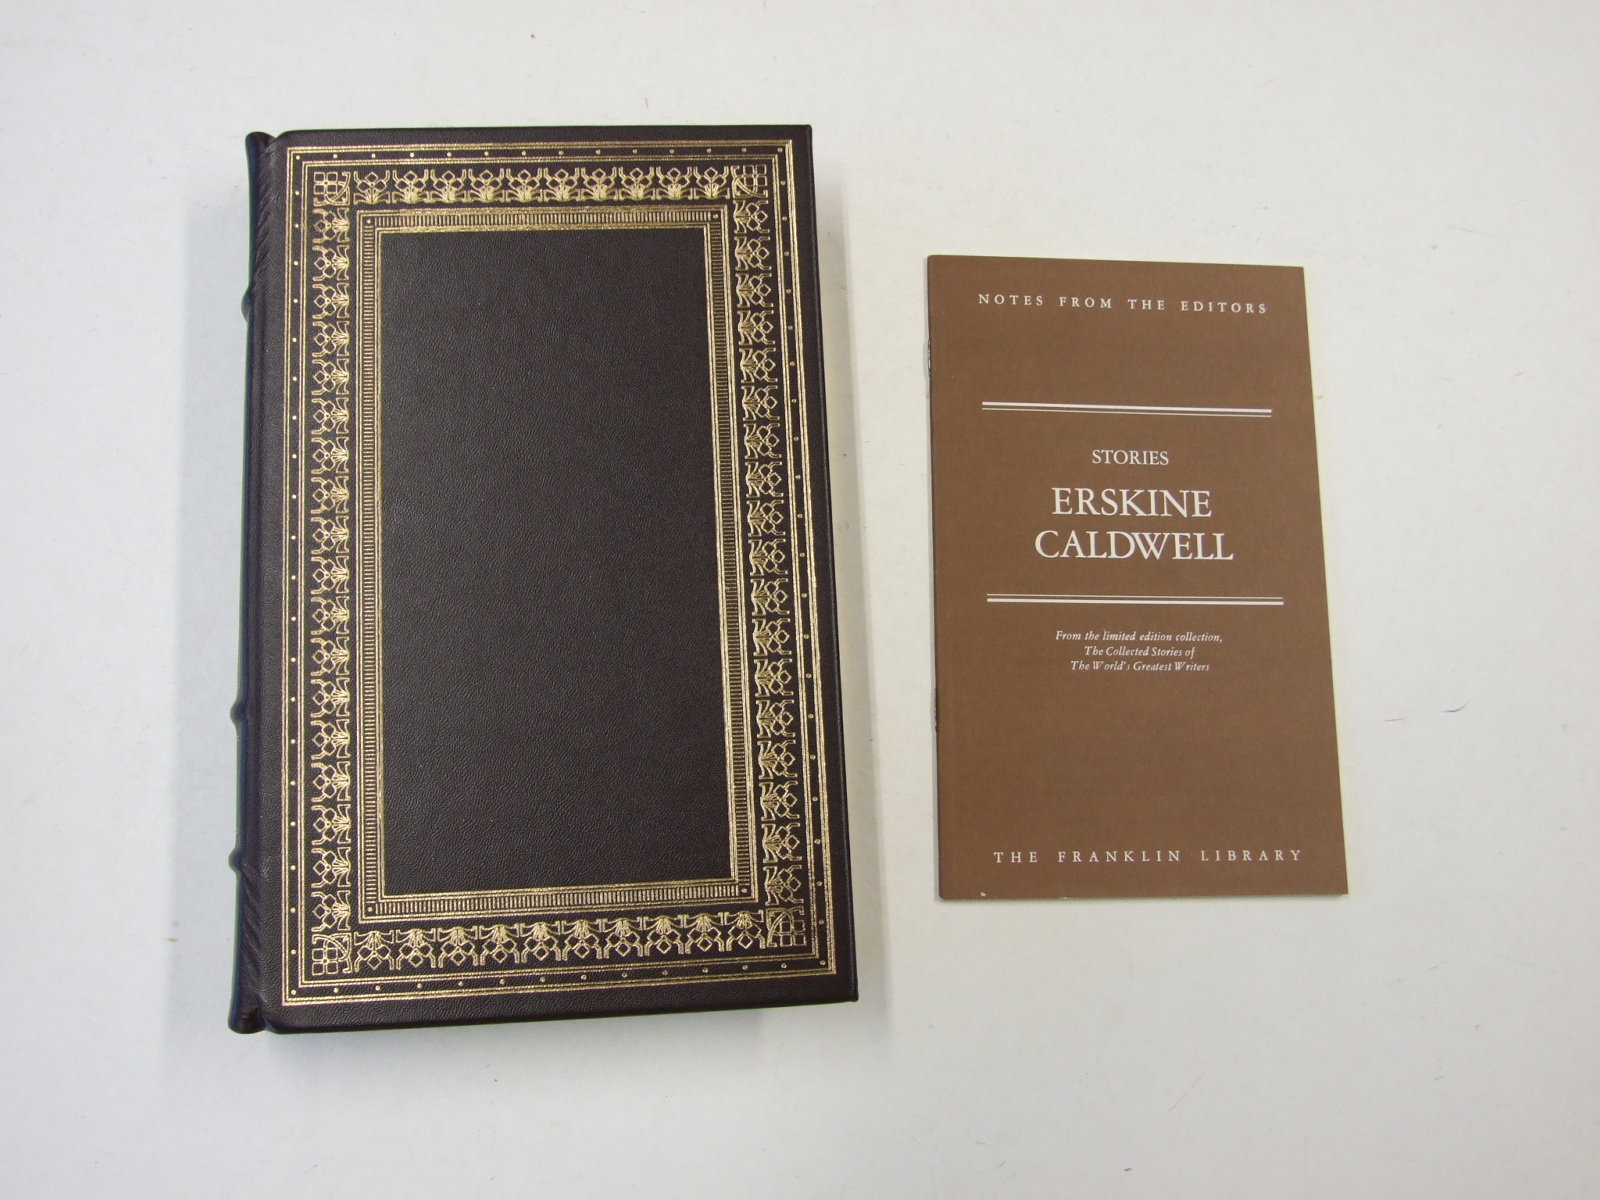 NOTES FROM THE EDITORS
STORIES
ERSKINE
CALDWELL
From the limited edition collection,
The Collected Stories of
The World's Greatest Writers
THE FRANKLIN LIBRARY